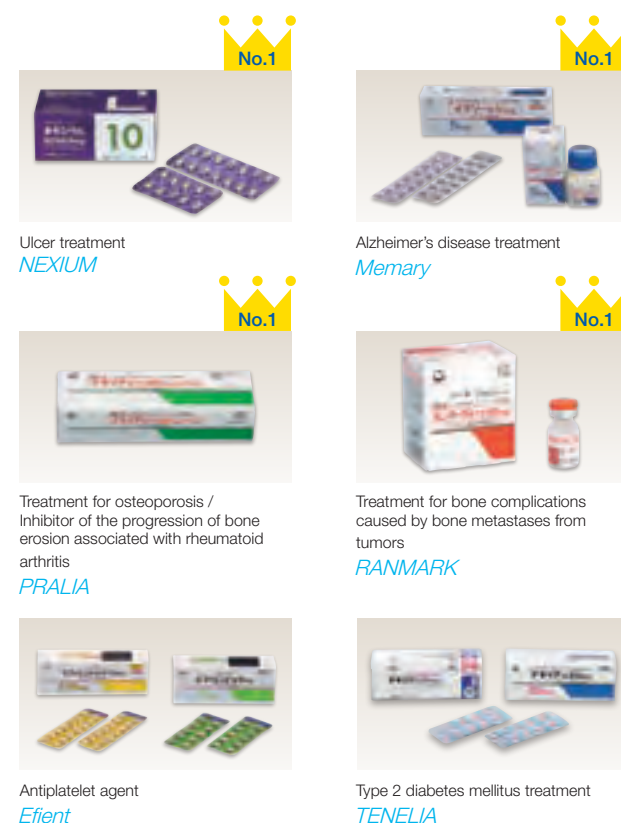 No.1
No.1
10
Ulcer treatment
NEXIUM
Alzheimer's disease treatment
Memary
No.1
No.1
Treatment for osteoporosis /
Inhibitor of the progression of bone
erosion associated with rheumatoid
arthritis
PRALIA
Treatment for bone complications
caused by bone metastases from
tumors
RANMARK
Antiplatelet agent
Efient
Type 2 diabetes mellitus treatment
TENELIA